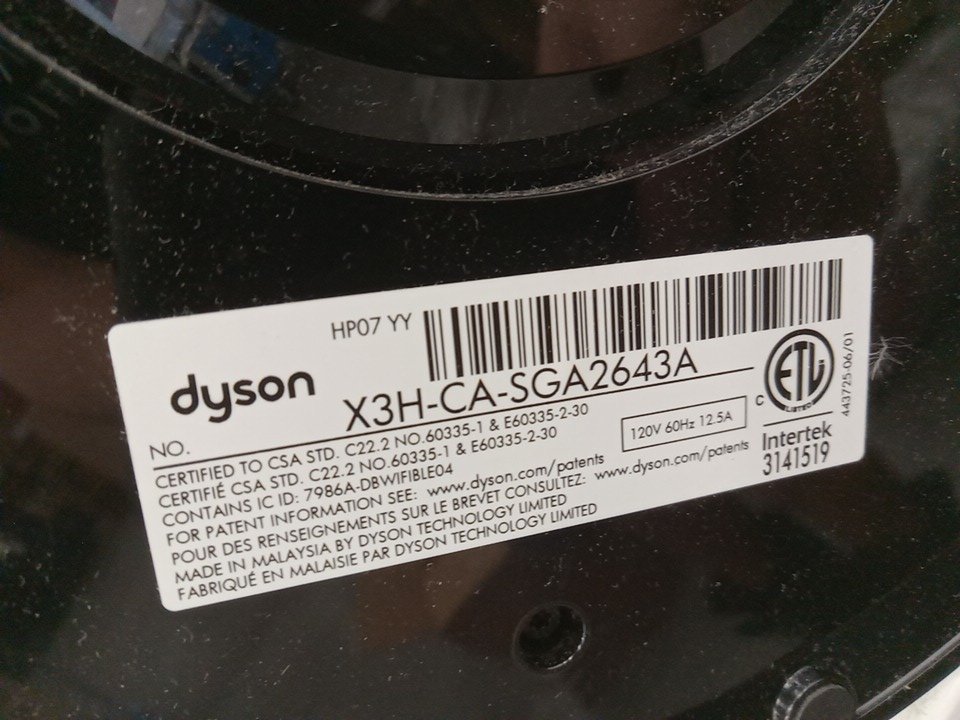 HP07 YY
dyson
NO. X3H-CA-SGA2643A
CERTIFIED TO CSA STD. C22.2 NO.60335-1 & E60335-2-30
CERTIFIÉ CSA STD. C22.2 NO.60335-1 & E60335-2-30
CONTAINS IC ID: 7986A-DBWIFIBLE04
FOR PATENT INFORMATION SEE: www.dyson.com/patents
POUR DES RENSEIGNEMENTS SUR LE BREVET CONSULTEZ: www.dyson.com/patents
MADE IN MALAYSIA BY DYSON TECHNOLOGY LIMITED
FABRIQUÉ EN MALAISIE PAR DYSON TECHNOLOGY LIMITED
120V 60Hz 12.5A
C ETL LISTED
Intertek
3141519
443725-06/01